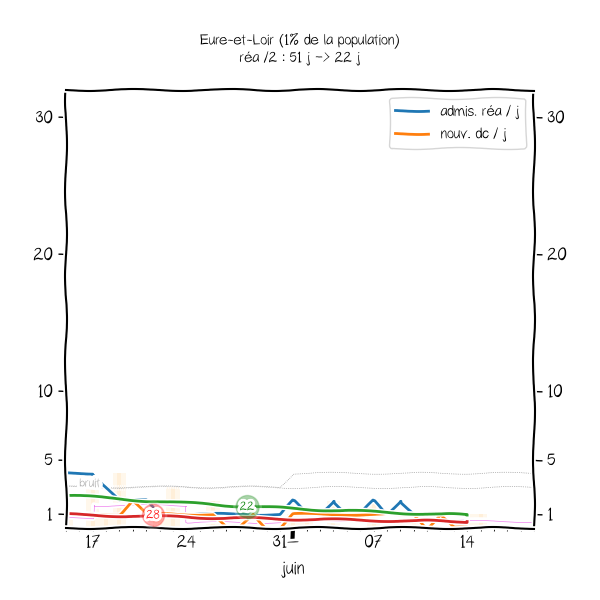 Eure-et-Loir (1% de la population)
réa /2 : 51 j -> 22 j
admis. réa / j
nouv. dc / j
30
30
20
20
10
10
5
5
bruit
22
28
1
1
17
24
31
07
14
juin